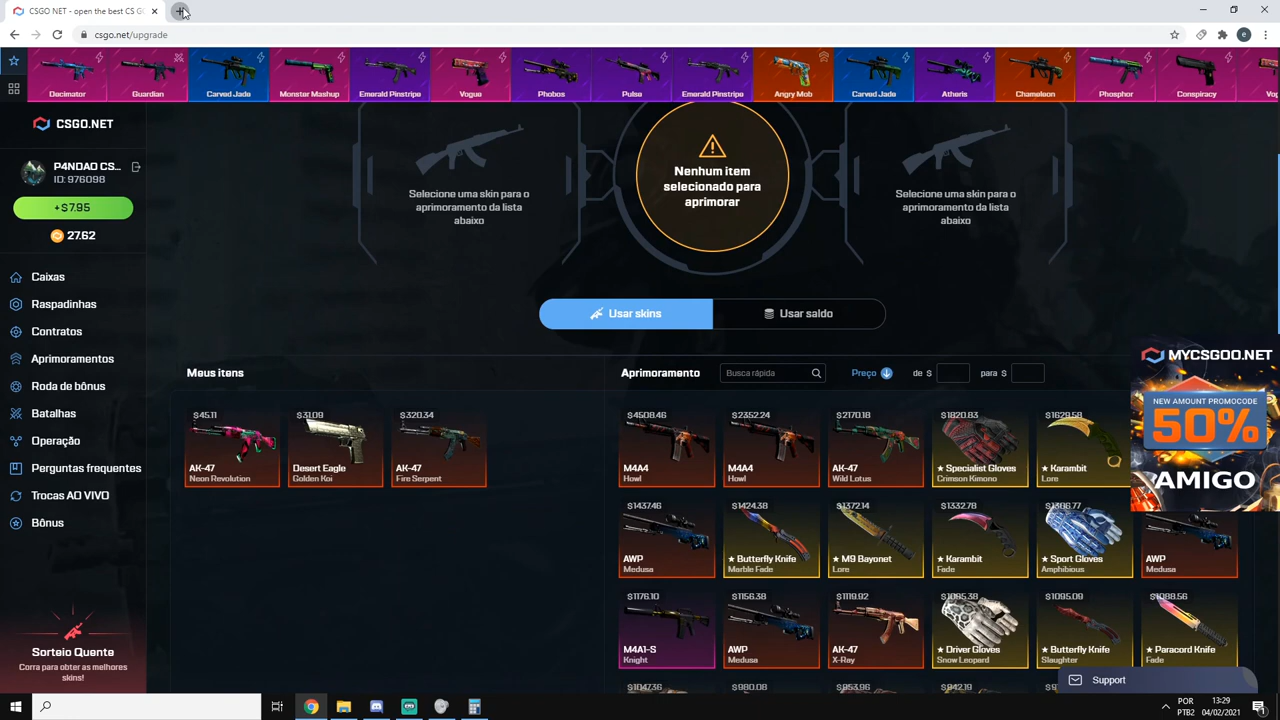 CSGO NET - open the best CS G
csgo.net/upgrade
e
Decimator
Guardian
Carved Jade
Monster Mashup
Emerald Pinstripe
Vogue
Phobos
Pulse
Emerald Pinstripe
Angry Mob
Carved Jade
Atheris
Chameleon
Phosphor
Conspiracy
CSGO.NET
P4NDAO CS...
ID: 976098
+$7.95
27.62
Caixas
Raspadinhas
Contratos
Aprimoramentos
Roda de bônus
Batalhas
Operação
Perguntas frequentes
Trocas AO VIVO
Bônus
Sorteio Quente
Corra para obter as melhores
skins!
Selecione uma skin para o
aprimoramento da lista
abaixo
Nenhum item
selecionado para
aprimorar
Selecione uma skin para o
aprimoramento da lista
abaixo
Usar skins
Usar saldo
Meus itens
$45.11
AK-47
Neon Revolution
$31.09
Desert Eagle
Golden Koi
$320.34
AK-47
Fire Serpent
Aprimoramento
Busca rápida
Preço
de $
para $
$4508.46
M4A4
Howl
$2352.24
M4A4
Howl
$2170.18
AK-47
Wild Lotus
$1820.83
★ Specialist Gloves
Crimson Kimono
$1629.58
★ Karambit
Lore
$1437.46
AWP
Medusa
$1424.38
★ Butterfly Knife
Marble Fade
$1372.14
★ M9 Bayonet
Lore
$1332.78
★ Karambit
Fade
$1306.77
★ Sport Gloves
Amphibious
AWP
Medusa
$1176.10
M4A1-S
Knight
$1156.38
AWP
Medusa
$1119.92
AK-47
X-Ray
★ Driver Gloves
Snow Leopard
$1095.09
★ Butterfly Knife
Slaughter
$1088.56
★ Paracord Knife
Fade
$1047.36
$980.08
$953.96
$942.19
MYCSGOO.NET
NEW AMOUNT PROMOCODE
50%
AMIGO
Support
POR
PTB2
13:29
04/02/2021